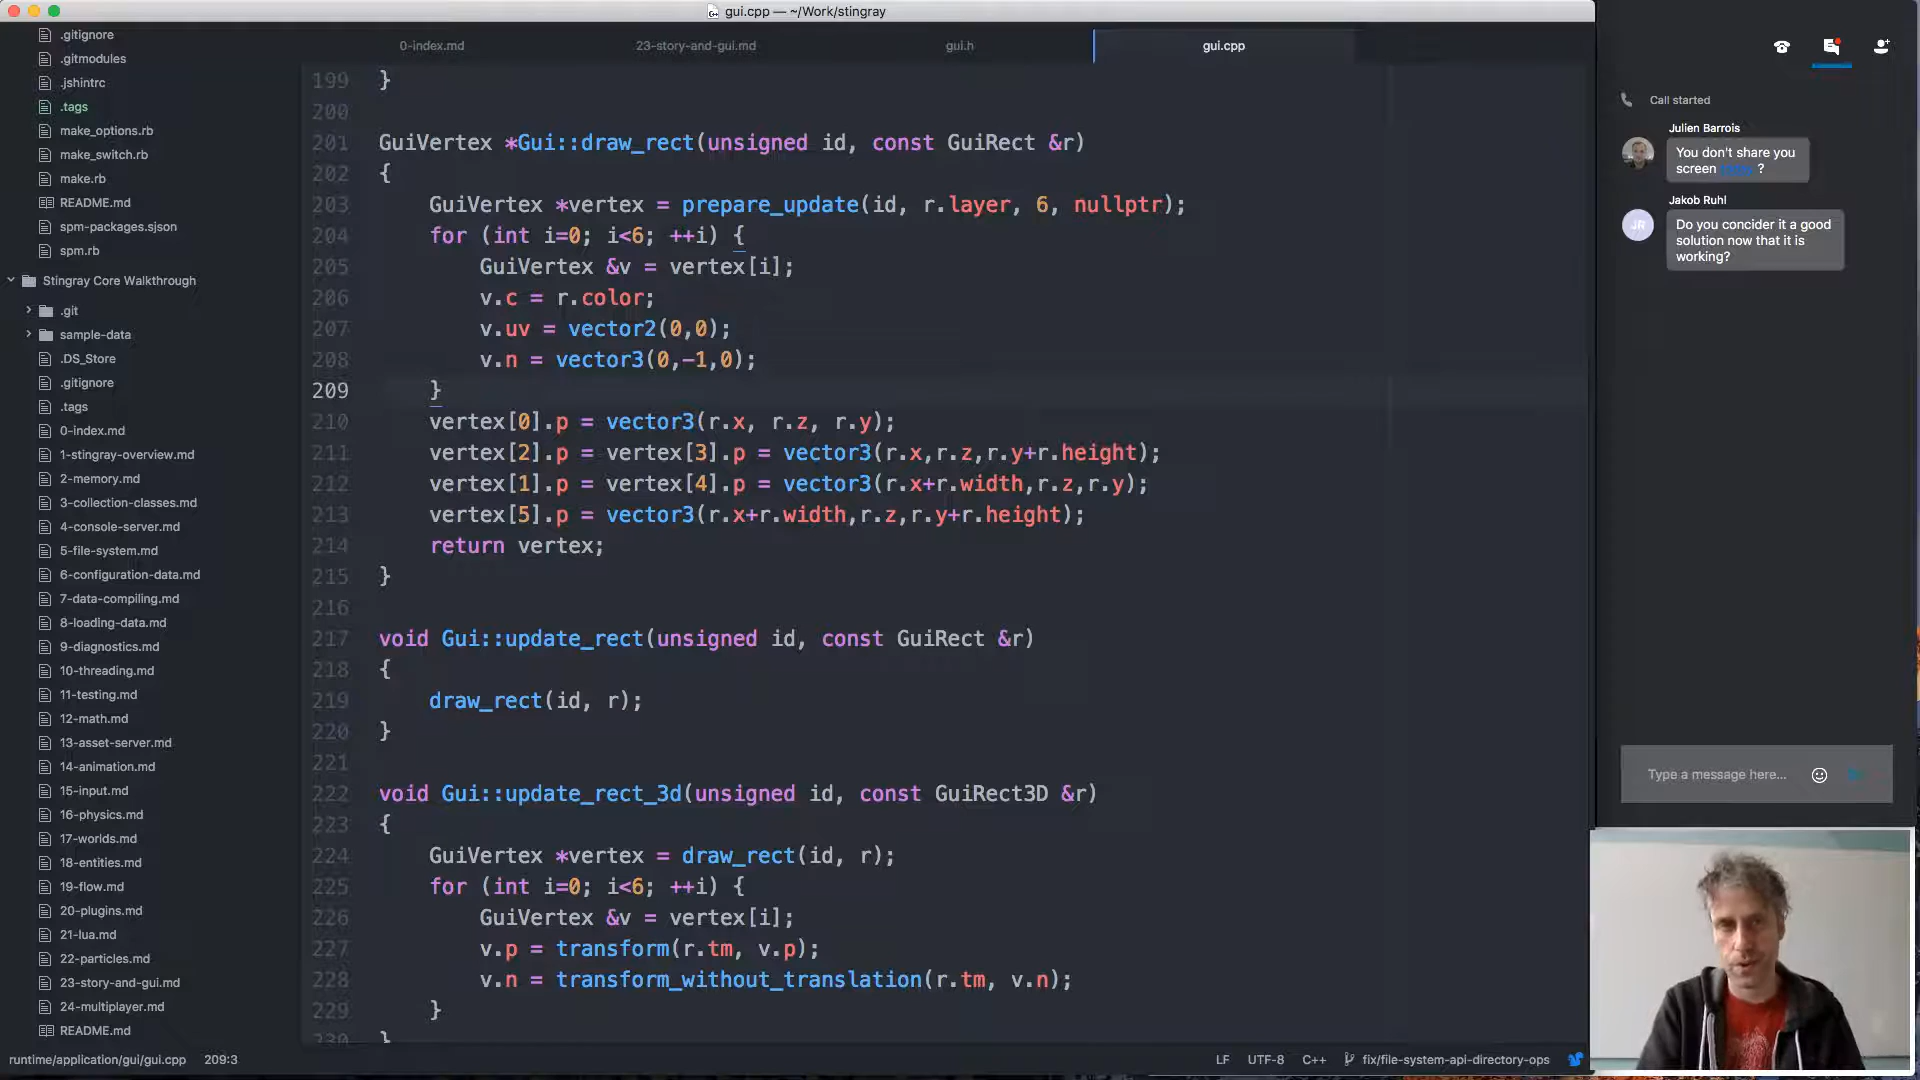 gui.cpp — ~/Work/stingray
.gitignore
.gitmodules
.jshintrc
.tags
make_options.rb
make_switch.rb
make.rb
README.md
spm-packages.sjson
spm.rb
Stingray Core Walkthrough
.git
sample-data
.DS_Store
.gitignore
.tags
0-index.md
1-stingray-overview.md
2-memory.md
3-collection-classes.md
4-console-server.md
5-file-system.md
6-configuration-data.md
7-data-compiling.md
8-loading-data.md
9-diagnostics.md
10-threading.md
11-testing.md
12-math.md
13-asset-server.md
14-animation.md
15-input.md
16-physics.md
17-worlds.md
18-entities.md
19-flow.md
20-plugins.md
21-lua.md
22-particles.md
23-story-and-gui.md
24-multiplayer.md
README.md
0-index.md
23-story-and-gui.md
gui.h
gui.cpp
199 }
200
201 GuiVertex *Gui::draw_rect(unsigned id, const GuiRect &r)
202 {
203 GuiVertex *vertex = prepare_update(id, r.layer, 6, nullptr);
204 for (int i=0; i<6; ++i) {
205 GuiVertex &v = vertex[i];
206 v.c = r.color;
207 v.uv = vector2(0,0);
208 v.n = vector3(0,-1,0);
209 }
210 vertex[0].p = vector3(r.x, r.z, r.y);
211 vertex[2].p = vertex[3].p = vector3(r.x,r.z,r.y+r.height);
212 vertex[1].p = vertex[4].p = vector3(r.x+r.width,r.z,r.y);
213 vertex[5].p = vector3(r.x+r.width,r.z,r.y+r.height);
214 return vertex;
215 }
216
217 void Gui::update_rect(unsigned id, const GuiRect &r)
218 {
219 draw_rect(id, r);
220 }
221
222 void Gui::update_rect_3d(unsigned id, const GuiRect3D &r)
223 {
224 GuiVertex *vertex = draw_rect(id, r);
225 for (int i=0; i<6; ++i) {
226 GuiVertex &v = vertex[i];
227 v.p = transform(r.tm, v.p);
228 v.n = transform_without_translation(r.tm, v.n);
229 }
230 }
runtime/application/gui/gui.cpp 209:3
LF UTF-8 C++ fix/file-system-api-directory-ops
Call started
Julien Barrois
You don't share you
screen ?
Jakob Ruhl
JR
Do you concider it a good
solution now that it is
working?
Type a message here...